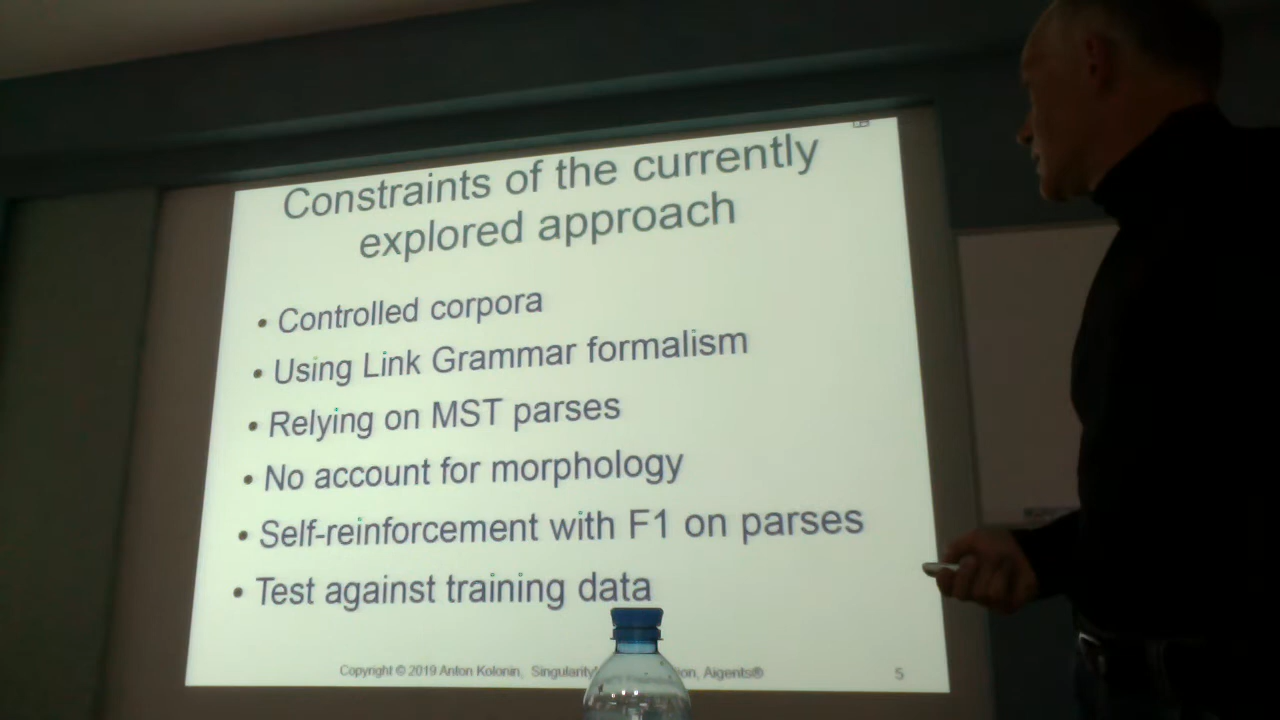 Constraints of the currently
explored approach
• Controlled corpora
• Using Link Grammar formalism
• Relying on MST parses
• No account for morphology
• Self-reinforcement with F1 on parses
• Test against training data
Copyright © 2019 Anton Kolonin, Aigents®
5